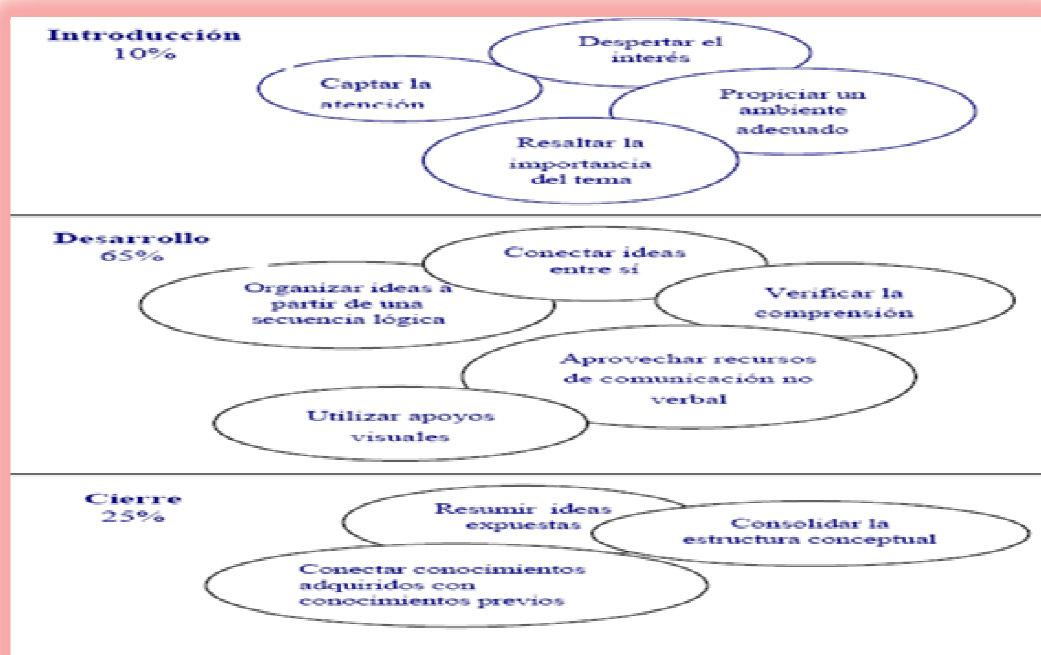 Introducción
10%
Despertar el
interés
Captar la
atención
Propiciar un
ambiente
adecuado
Resaltar la
importancia
del tema
Desarrollo
65%
Conectar ideas
entre sí
Organizar ideas a
partir de una
secuencia lógica
Verificar la
comprensión
Aprovechar recursos
de comunicación no
verbal
Utilizar apoyos
visuales
Cierre
25%
Resumir ideas
expuestas
Consolidar la
estructura conceptual
Conectar conocimientos
adquiridos con
conocimientos previos